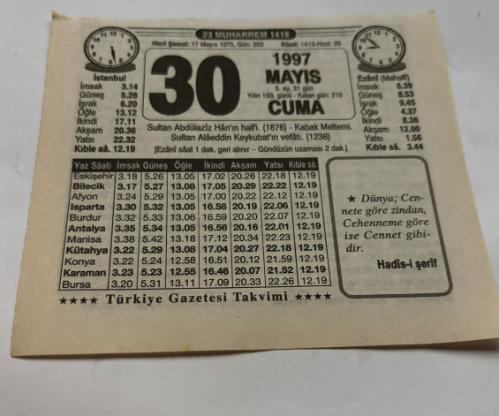 23 MUHARREM 1418
Hicri Şemsi: 17 Mayıs 1375, Gün: 253 Rûmî: 1413-Hızır: 25
İstanbul
İmsak 3.14
Güneş 5.28
İşrak 6.20
Öğle 13.12
İkindi 17.11
Akşam 20.36
Yatsı 22.32
Kıble sâ. 12.19
30
1997
MAYIS
5. ay, 31 gün
Yılın 150. günü - Kalan gün: 215
CUMA
Ezânî (Mahallî)
İmsak 6.39
Güneş 8.53
İşrak 9.45
Öğle 4.37
İkindi 8.36
Akşam 12.00
Yatsı 1.56
Kıble sâ. 3.44
Sultan Abdülazîz Hân'ın hal'i. (1876) - Kabak Meltemi.
Sultan Alâeddin Keykubat'ın vefâtı. (1236)
[Ezânî sâat 1 dak. geri alınır – Gündüzün uzaması 2 dak.]
Yaz Sâati İmsak Güneş Öğle İkindi Akşam Yatsı Kıble sâ.
Eskişehir 3.18 5.26 13.05 17.02 20.26 22.18 12.19
Bilecik 3.17 5.27 13.08 17.05 20.29 22.22 12.19
Afyon 3.24 5.29 13.05 17.00 20.22 22.12 12.19
Isparta 3.30 5.32 13.05 16.58 20.19 22.06 12.19
Burdur 3.32 5.33 13.06 16.59 20.20 22.07 12.19
Antalya 3.35 5.34 13.05 16.56 20.16 22.01 12.19
Manisa 3.38 5.42 13.18 17.12 20.34 22.23 12.19
Kütahya 3.22 5.29 13.08 17.04 20.27 22.18 12.19
Konya 3.22 5.24 12.58 16.51 20.12 21.59 12.19
Karaman 3.23 5.23 12.55 16.46 20.07 21.52 12.19
Bursa 3.20 5.31 13.11 17.09 20.33 22.26 12.19
★ Dünya; Cen-
nete göre zindan,
Cehenneme göre
ise Cennet gibi-
dir.
Hadîs-i şerîf
★★★★ Türkiye Gazetesi Takvimi ★★★★